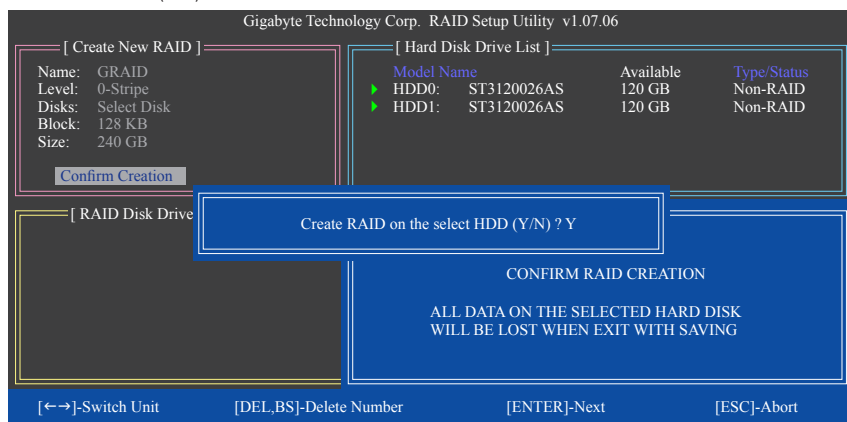 Gigabyte Technology Corp. RAID Setup Utility v1.07.06
[ Create New RAID ]
Name: GRAID
Level: 0-Stripe
Disks: Select Disk
Block: 128 KB
Size: 240 GB
Confirm Creation
[ Hard Disk Drive List ]
Model Name Available Type/Status
HDD0: ST3120026AS 120 GB Non-RAID
HDD1: ST3120026AS 120 GB Non-RAID
[ RAID Disk Drive
Create RAID on the select HDD (Y/N) ? Y
CONFIRM RAID CREATION
ALL DATA ON THE SELECTED HARD DISK
WILL BE LOST WHEN EXIT WITH SAVING
[←→]-Switch Unit [DEL,BS]-Delete Number [ENTER]-Next [ESC]-Abort